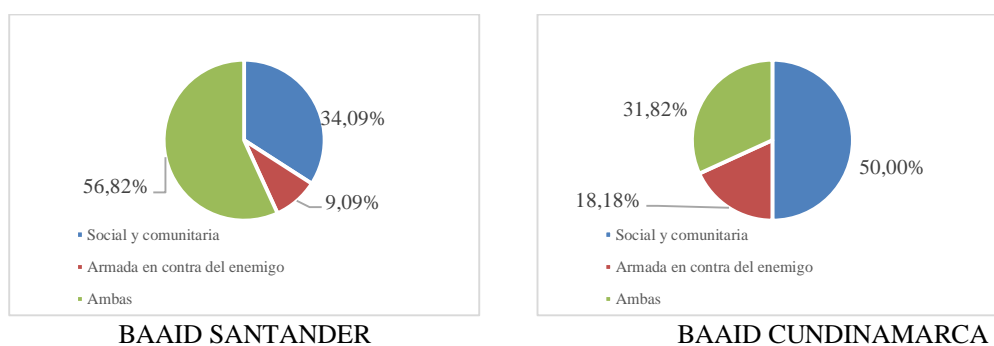 34,09%
56,82%
9,09%
Social y comunitaria
Armada en contra del enemigo
Ambas
BAAID SANTANDER
31,82%
50,00%
18,18%
Social y comunitaria
Armada en contra del enemigo
Ambas
BAAID CUNDINAMARCA